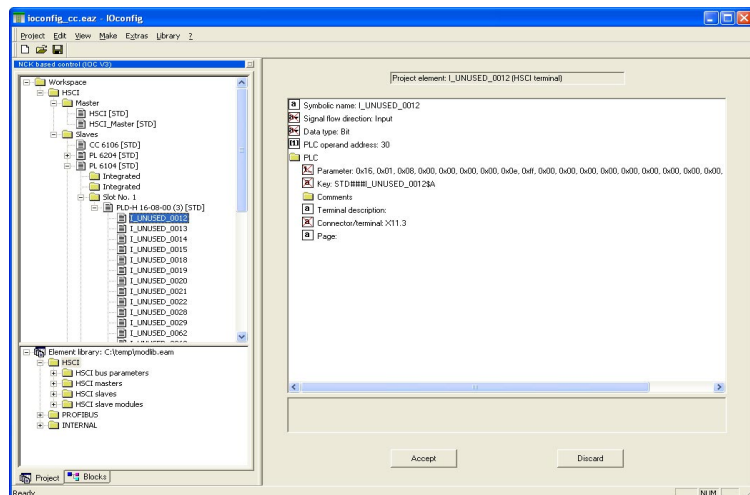 ioconfig_cc.eaz - IOconfig
Project Edit View Make Extras Library ?
NCK based control (IOC V3)
Workspace
HSCI
Master
HSCI [STD]
HSCI_Master [STD]
Slaves
CC 6106 [STD]
PL 6204 [STD]
PL 6104 [STD]
Integrated
Integrated
Slot No. 1
PLD-H 16-08-00 (3) [STD]
I_UNUSED_0012
I_UNUSED_0013
I_UNUSED_0014
I_UNUSED_0015
I_UNUSED_0018
I_UNUSED_0019
I_UNUSED_0020
I_UNUSED_0021
I_UNUSED_0022
I_UNUSED_0028
I_UNUSED_0029
I_UNUSED_0062
Element library: C:\temp\modlib.eam
HSCI
HSCI bus parameters
HSCI masters
HSCI slaves
HSCI slave modules
PROFIBUS
INTERNAL
Project Blocks
Project element: I_UNUSED_0012 (HSCI terminal)
Symbolic name: I_UNUSED_0012
Signal flow direction: Input
Data type: Bit
PLC operand address: 30
PLC
Parameter: 0x16, 0x01, 0x08, 0x00, 0x00, 0x00, 0x00, 0x0e, 0xff, 0x00, 0x00, 0x00, 0x00, 0x00, 0x00, 0x00, 0x00,
Key: STD###I_UNUSED_0012$A
Comments
Terminal description:
Connector/terminal: X11.3
Page:
Accept Discard
Ready NUM